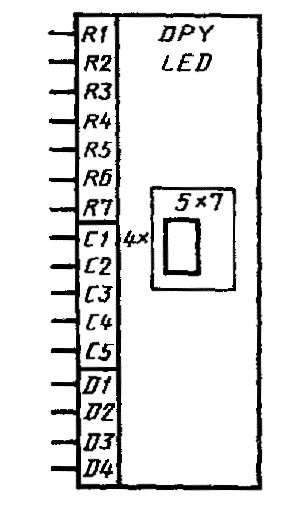 R1 DPY
R2 LED
R3
R4
R5
R6
R7 5×7
C1 4×
C2
C3
C4
C5
D1
D2
D3
D4